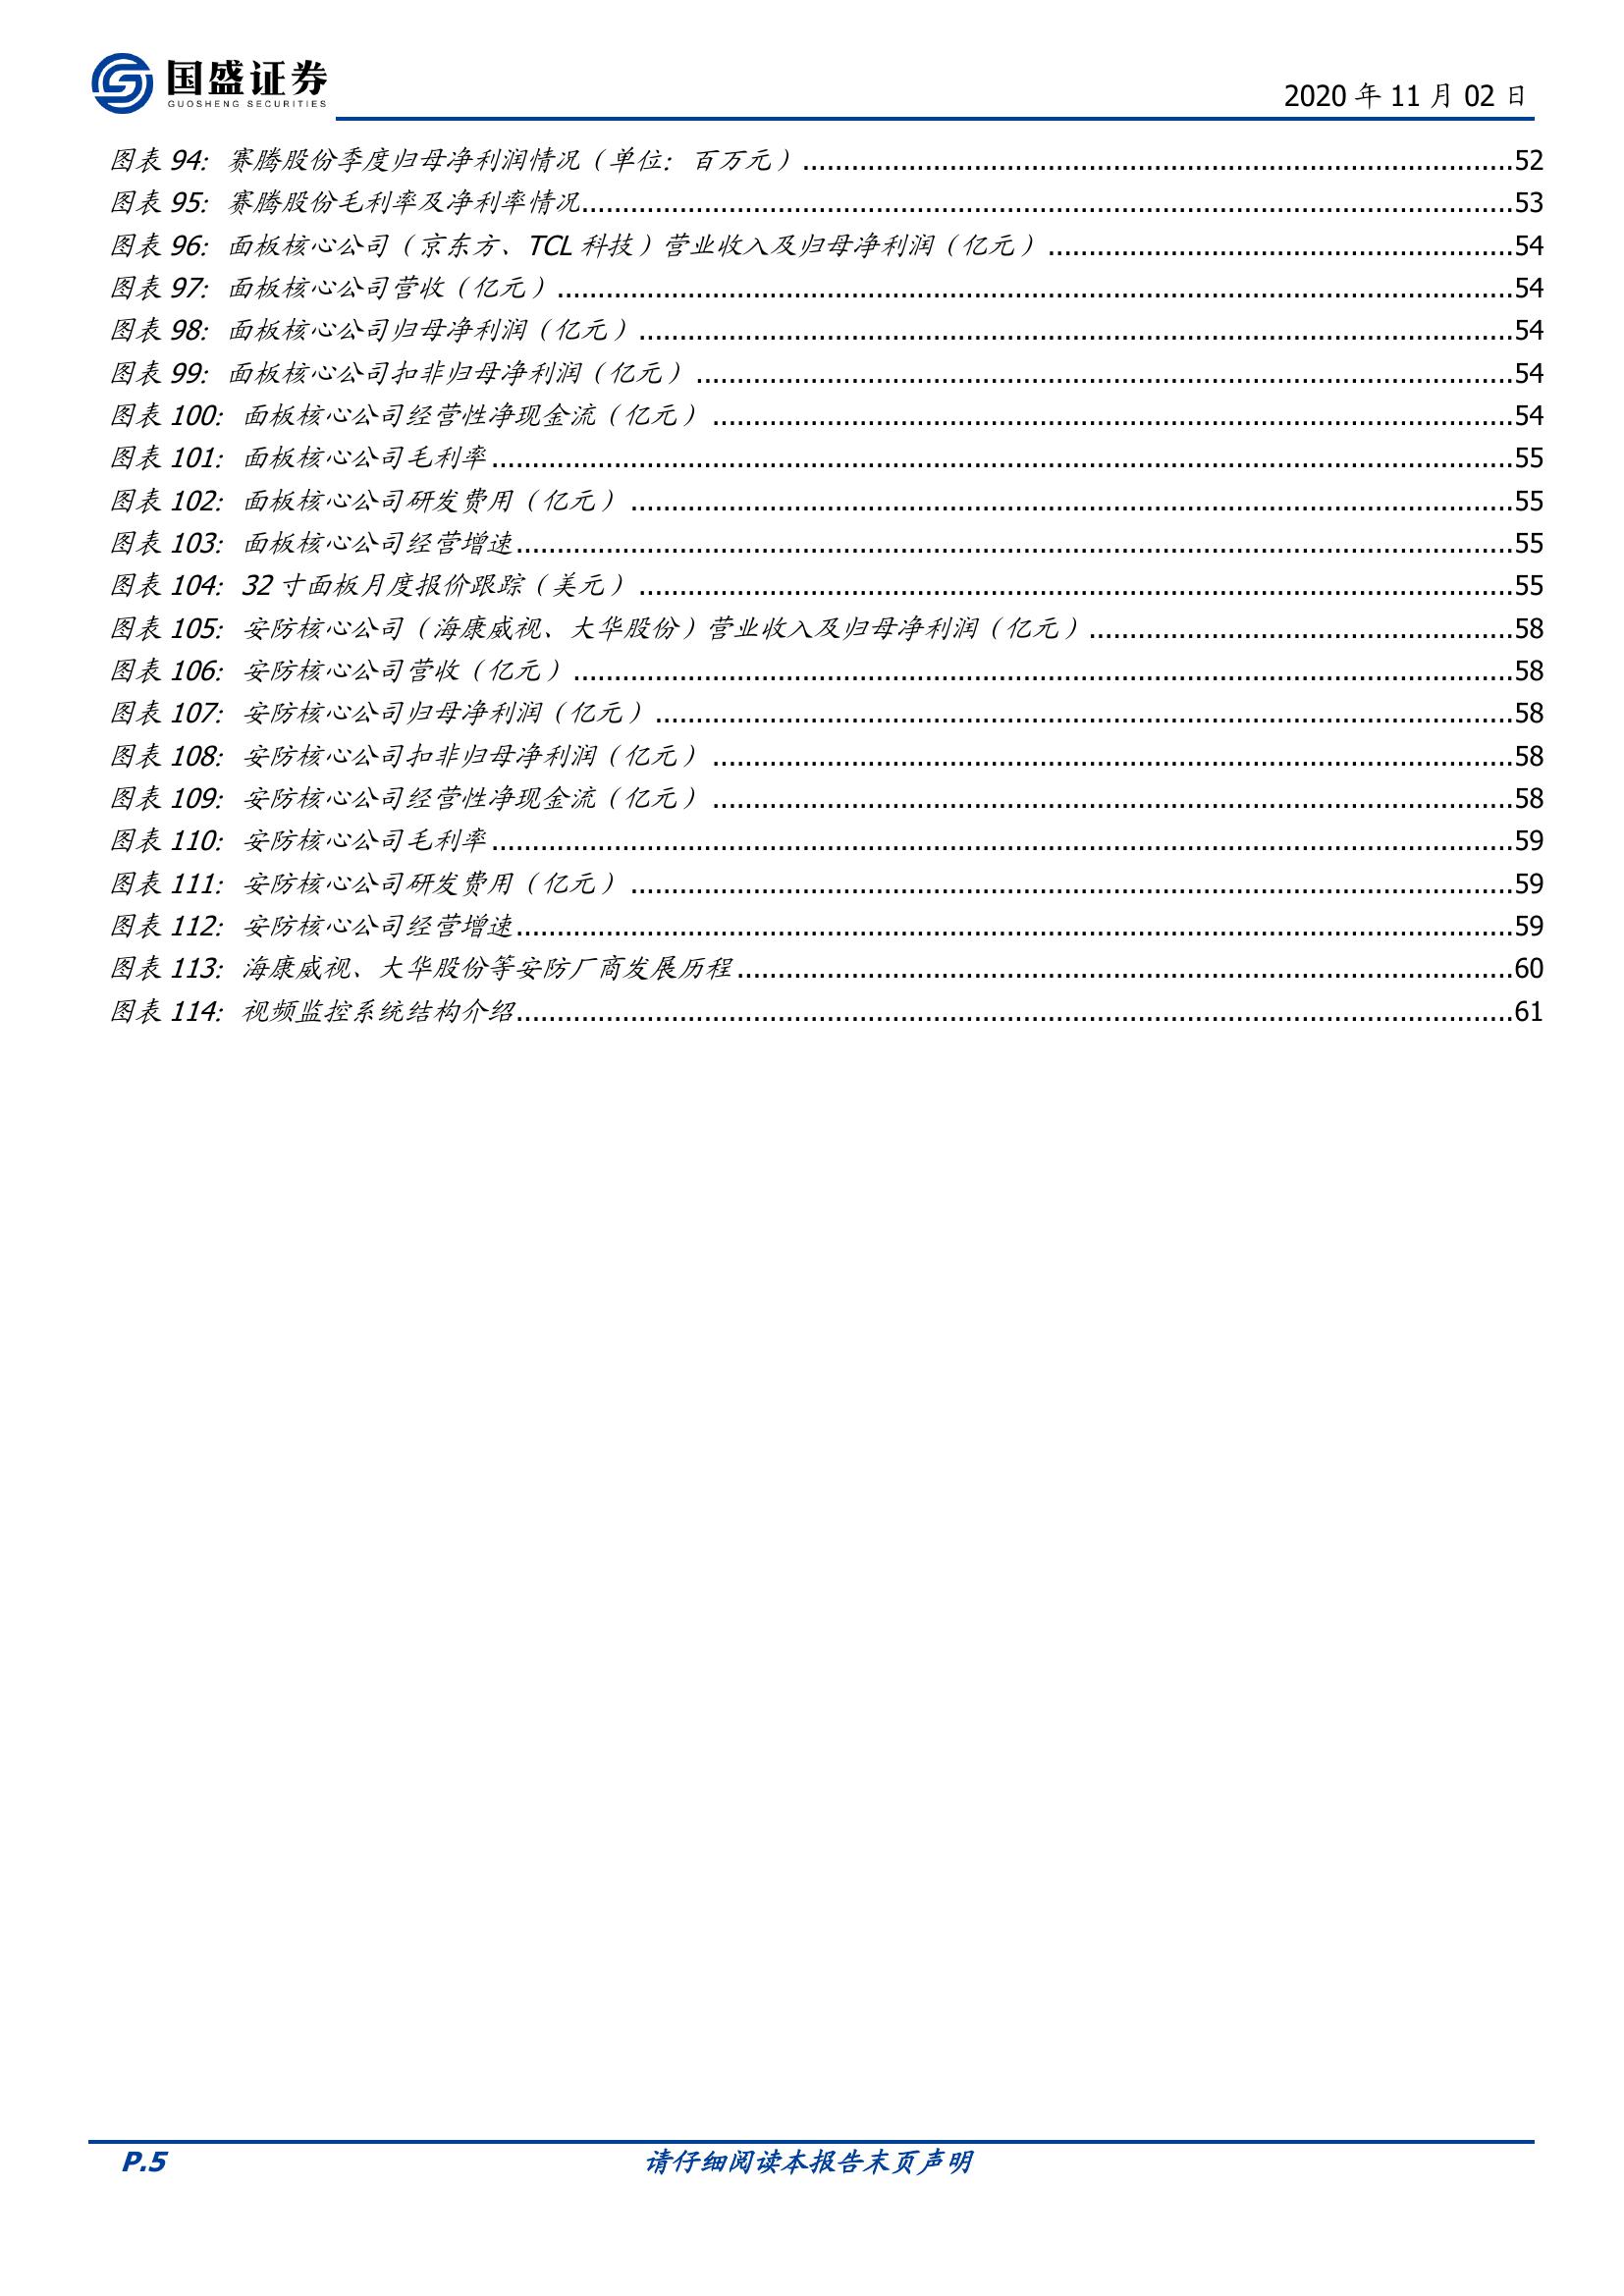 国盛证券
GUOSHENG SECURITIES
2020 年 11 月 02 日
图表 94: 赛腾股份季度归母净利润情况（单位: 百万元）....................52
图表 95: 赛腾股份毛利率及净利率情况....................53
图表 96: 面板核心公司（京东方、TCL 科技）营业收入及归母净利润（亿元）....................54
图表 97: 面板核心公司营收（亿元）....................54
图表 98: 面板核心公司归母净利润（亿元）....................54
图表 99: 面板核心公司扣非归母净利润（亿元）....................54
图表 100: 面板核心公司经营性净现金流（亿元）....................54
图表 101: 面板核心公司毛利率....................55
图表 102: 面板核心公司研发费用（亿元）....................55
图表 103: 面板核心公司经营增速....................55
图表 104: 32 寸面板月度报价跟踪（美元）....................55
图表 105: 安防核心公司（海康威视、大华股份）营业收入及归母净利润（亿元）....................58
图表 106: 安防核心公司营收（亿元）....................58
图表 107: 安防核心公司归母净利润（亿元）....................58
图表 108: 安防核心公司扣非归母净利润（亿元）....................58
图表 109: 安防核心公司经营性净现金流（亿元）....................58
图表 110: 安防核心公司毛利率....................59
图表 111: 安防核心公司研发费用（亿元）....................59
图表 112: 安防核心公司经营增速....................59
图表 113: 海康威视、大华股份等安防厂商发展历程....................60
图表 114: 视频监控系统结构介绍....................61
P.5
请仔细阅读本报告末页声明